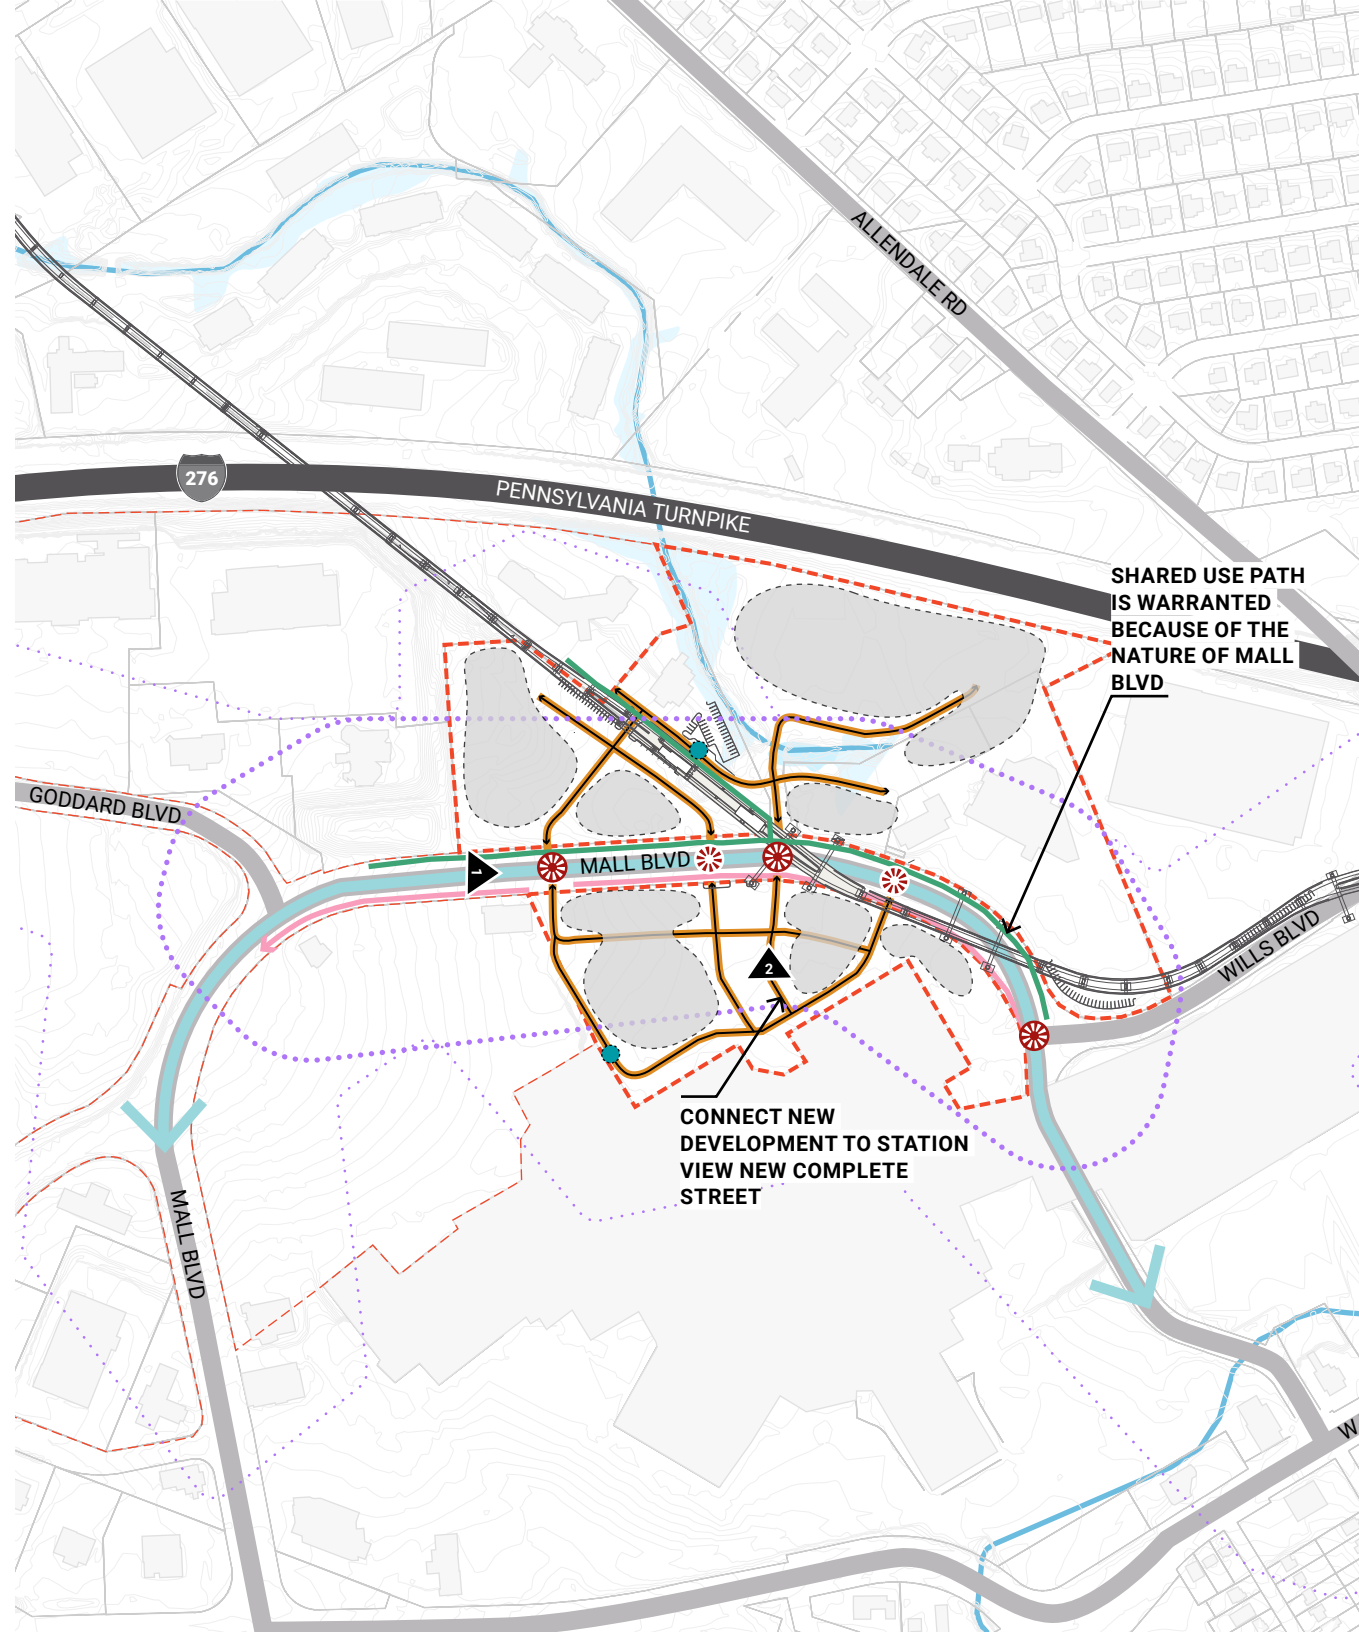 ALLENDALE RD
276
PENNSYLVANIA TURNPIKE
SHARED USE PATH
IS WARRANTED
BECAUSE OF THE
NATURE OF MALL
BLVD
GODDARD BLVD
MALL BLVD
1
WILLS BLVD
2
CONNECT NEW
DEVELOPMENT TO STATION
VIEW NEW COMPLETE
STREET
MALL BLVD
W